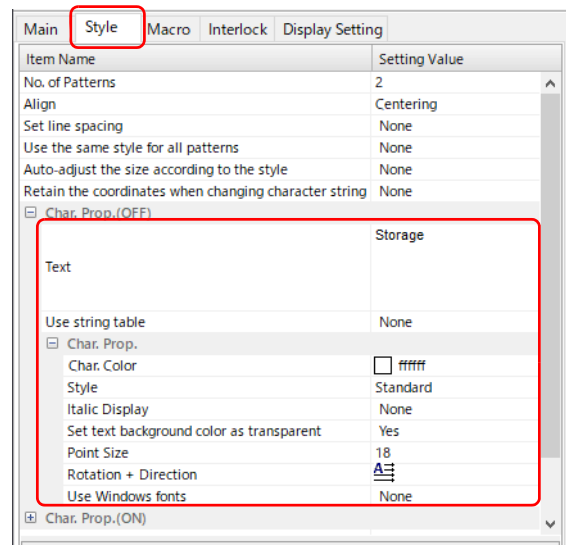 Main Style Macro Interlock Display Setting
Item Name Setting Value
No. of Patterns 2
Align Centering
Set line spacing None
Use the same style for all patterns None
Auto-adjust the size according to the style None
Retain the coordinates when changing character string None
Char. Prop.(OFF)
Storage
Text
Use string table None
Char. Prop.
Char. Color ffffff
Style Standard
Italic Display None
Set text background color as transparent Yes
Point Size 18
Rotation + Direction A
Use Windows fonts None
Char. Prop.(ON)